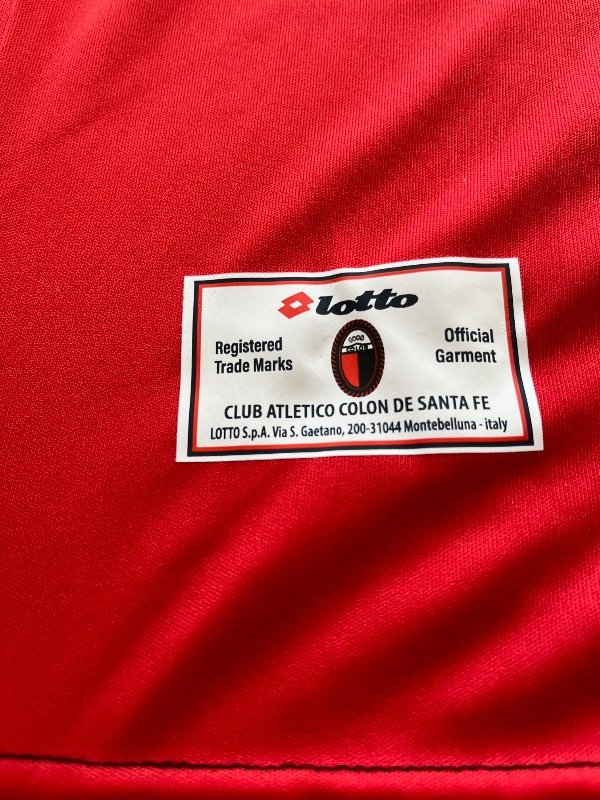 lotto
Registered
Trade Marks
Official
Garment
COLON
CLUB ATLETICO COLON DE SANTA FE
LOTTO S.p.A. Via S. Gaetano, 200-31044 Montebelluna - italy